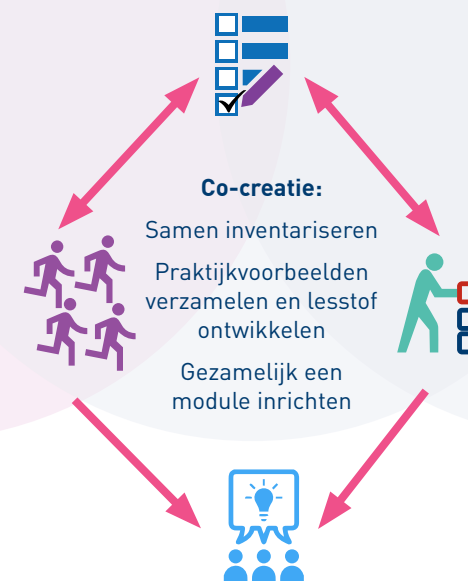 Co-creatie:
Samen inventariseren
Praktijkvoorbeelden
verzamelen en lesstof
ontwikkelen
Gezamelijk een
module inrichten